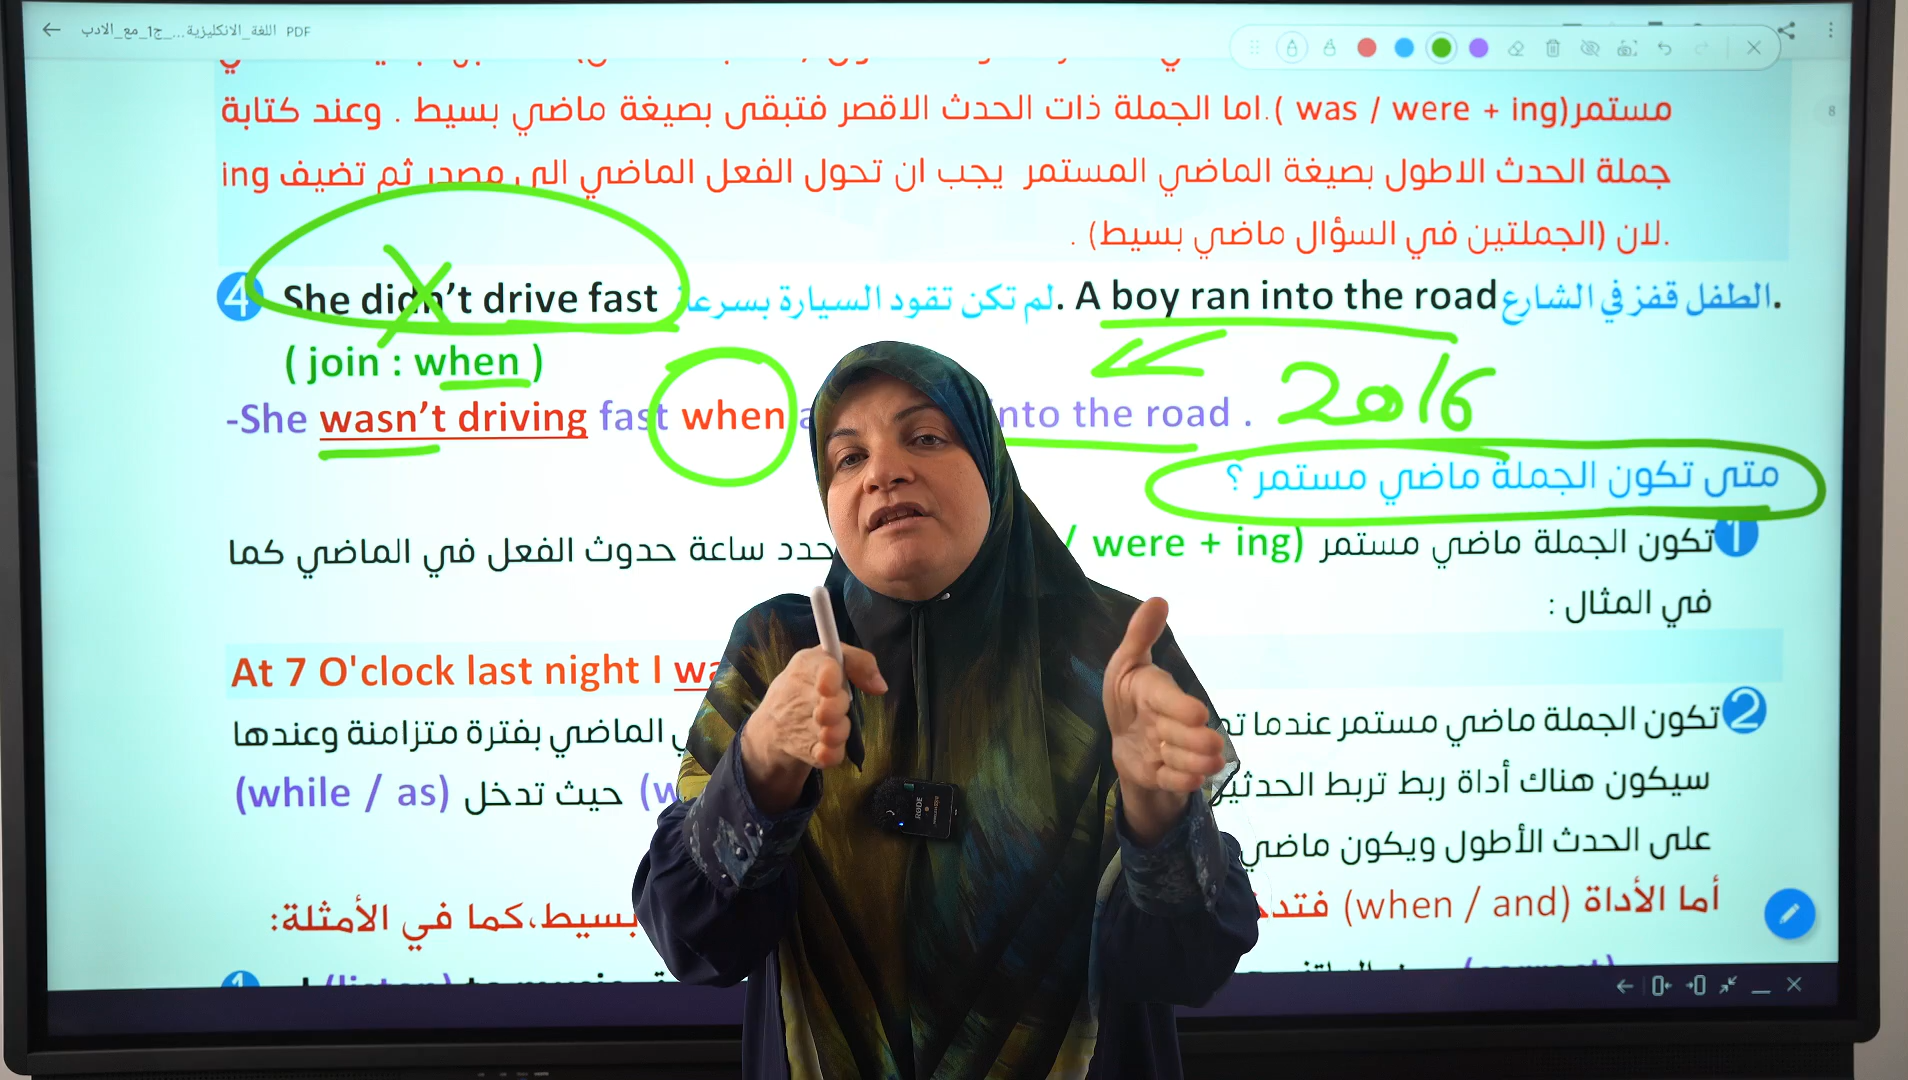 اللغة_الانكليزية..._ج1_مع_الادب PDF
8
مستمر(was / were + ing ).اما الجملة ذات الحدث الاقصر فتبقى بصيغة ماضي بسيط . وعند كتابة
جملة الحدث الاطول بصيغة الماضي المستمر يجب ان تحول الفعل الماضي الى مصدر ثم تضيف ing
.لان (الجملتين في السؤال ماضي بسيط) .
4 She didn't drive fast لم تكن تقود السيارة بسرعة. A boy ran into the road الطفل قفز في الشارع.
( join : when )
2016
-She wasn't driving fast when a into the road .
متى تكون الجملة ماضي مستمر ؟
1 تكون الجملة ماضي مستمر (/ were + ing حدد ساعة حدوث الفعل في الماضي كما
في المثال :
At 7 O'clock last night I wa
2 تكون الجملة ماضي مستمر عندما الماضي بفترة متزامنة وعندها
سيكون هناك أداة ربط تربط حيث تدخل (while / as)
على الحدث الأطول ويكون ماضي
أما الأداة (when / and) بسيط،كما في الأمثلة:
RØDE